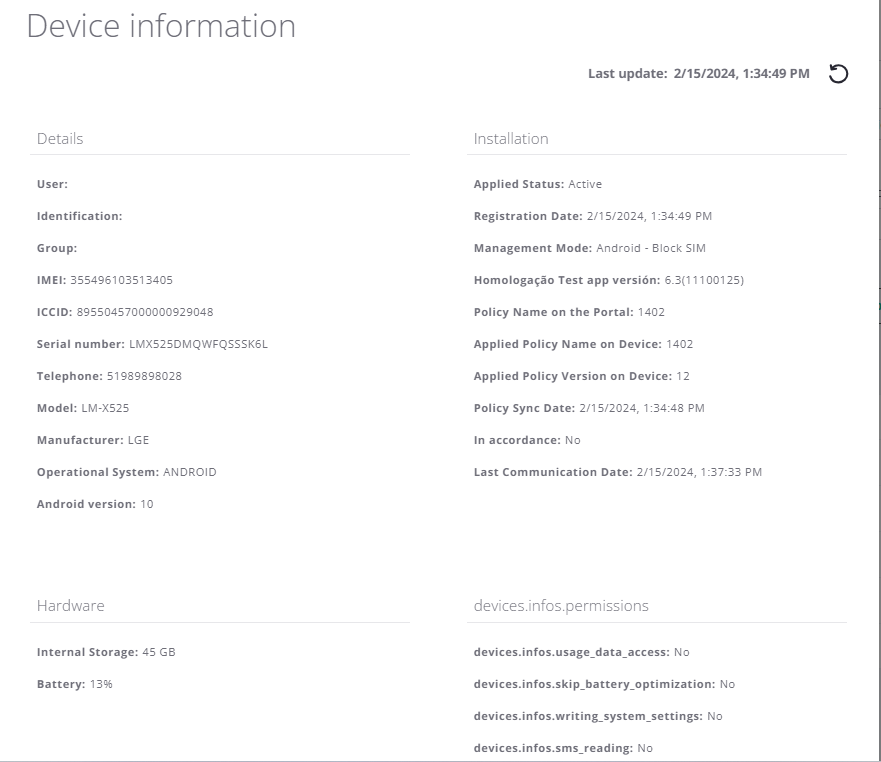 Device information
Last update: 2/15/2024, 1:34:49 PM
Details
User:
Identification:
Group:
IMEI: 355496103513405
ICCID: 89550457000000929048
Serial number: LMX525DMQWFQSSSK6L
Telephone: 51989898028
Model: LM-X525
Manufacturer: LGE
Operational System: ANDROID
Android version: 10
Installation
Applied Status: Active
Registration Date: 2/15/2024, 1:34:49 PM
Management Mode: Android - Block SIM
Homologação Test app versión: 6.3(11100125)
Policy Name on the Portal: 1402
Applied Policy Name on Device: 1402
Applied Policy Version on Device: 12
Policy Sync Date: 2/15/2024, 1:34:48 PM
In accordance: No
Last Communication Date: 2/15/2024, 1:37:33 PM
Hardware
Internal Storage: 45 GB
Battery: 13%
devices.infos.permissions
devices.infos.usage_data_access: No
devices.infos.skip_battery_optimization: No
devices.infos.writing_system_settings: No
devices.infos.sms_reading: No